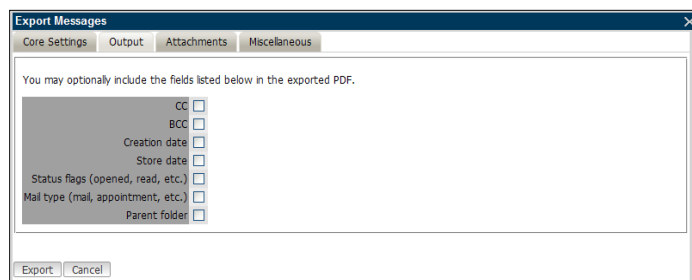 Export Messages
Core Settings Output Attachments Miscellaneous
You may optionally include the fields listed below in the exported PDF.
CC
BCC
Creation date
Store date
Status flags (opened, read, etc.)
Mail type (mail, appointment, etc.)
Parent folder
Export Cancel